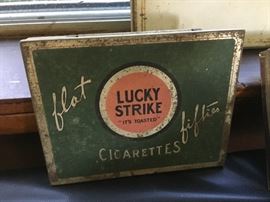 flat
LUCKY
STRIKE
"IT'S TOASTED"
fifties
CIGARETTES